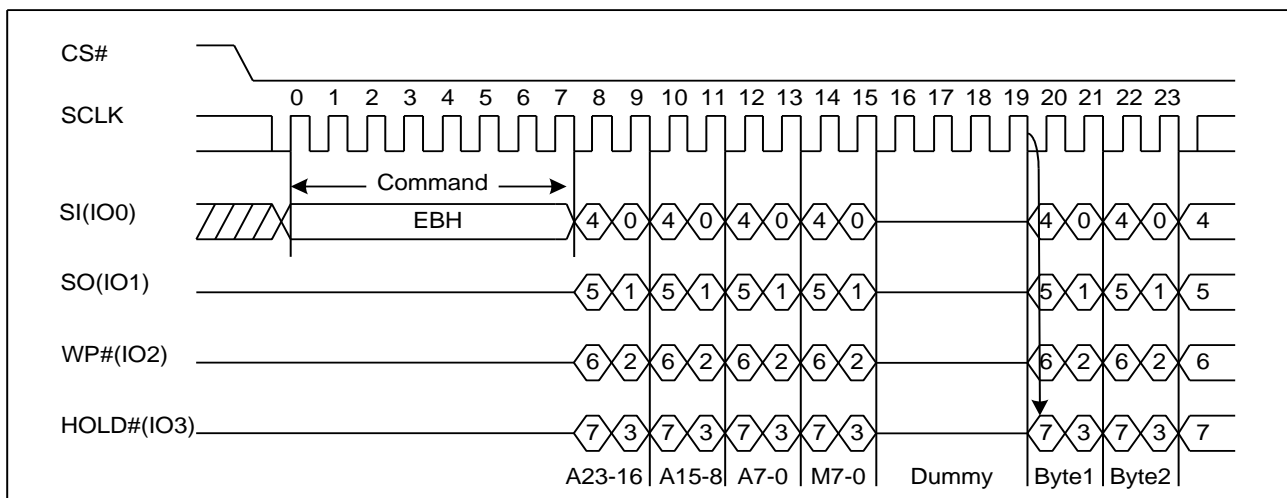 CS#
0 1 2 3 4 5 6 7 8 9 10 11 12 13 14 15 16 17 18 19 20 21 22 23
SCLK
Command
SI(IO0) EBH 4 0 4 0 4 0 4 0 4 0 4 0 4
SO(IO1) 5 1 5 1 5 1 5 1 5 1 5 1 5
WP#(IO2) 6 2 6 2 6 2 6 2 6 2 6 2 6
HOLD#(IO3) 7 3 7 3 7 3 7 3 7 3 7 3 7
A23-16 A15-8 A7-0 M7-0 Dummy Byte1 Byte2